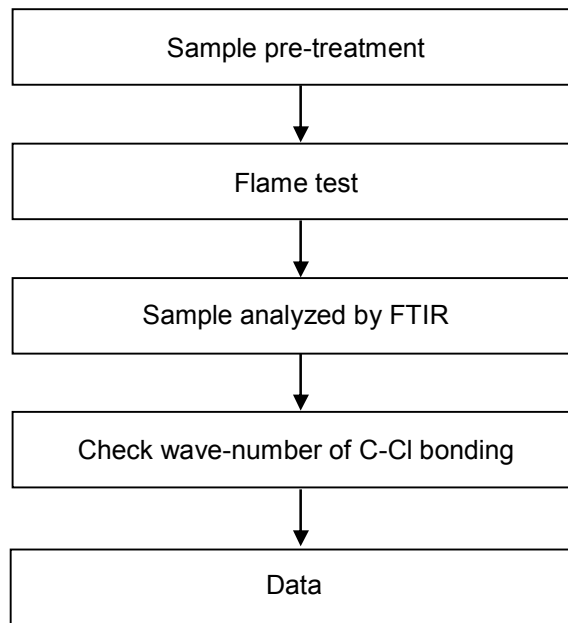 Sample pre-treatment
Flame test
Sample analyzed by FTIR
Check wave-number of C-Cl bonding
Data